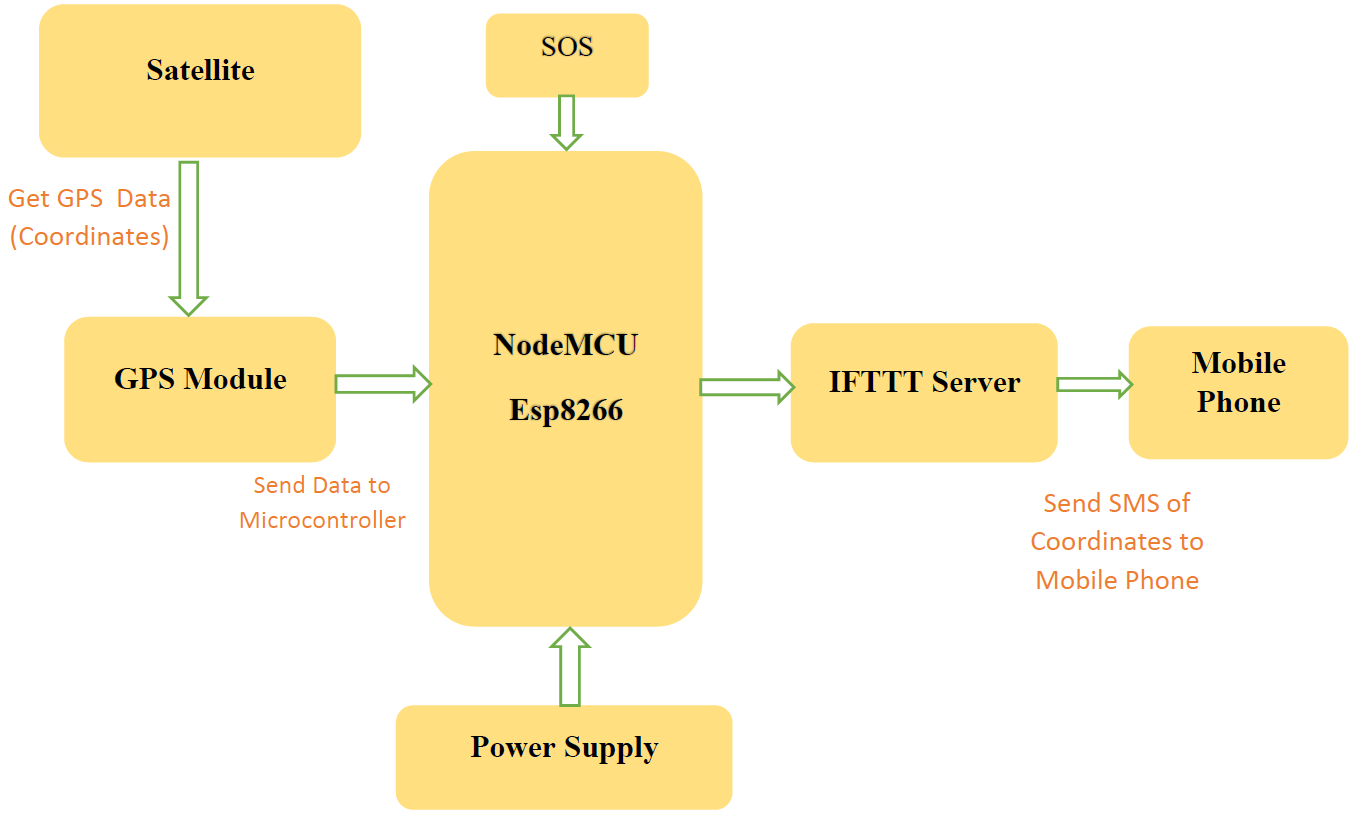 Satellite
SOS
Get GPS  Data
(Coordinates)
GPS Module
Send Data to
Microcontroller
NodeMCU
Esp8266
IFTTT Server
Mobile
Phone
Send SMS of
Coordinates to
Mobile Phone
Power Supply